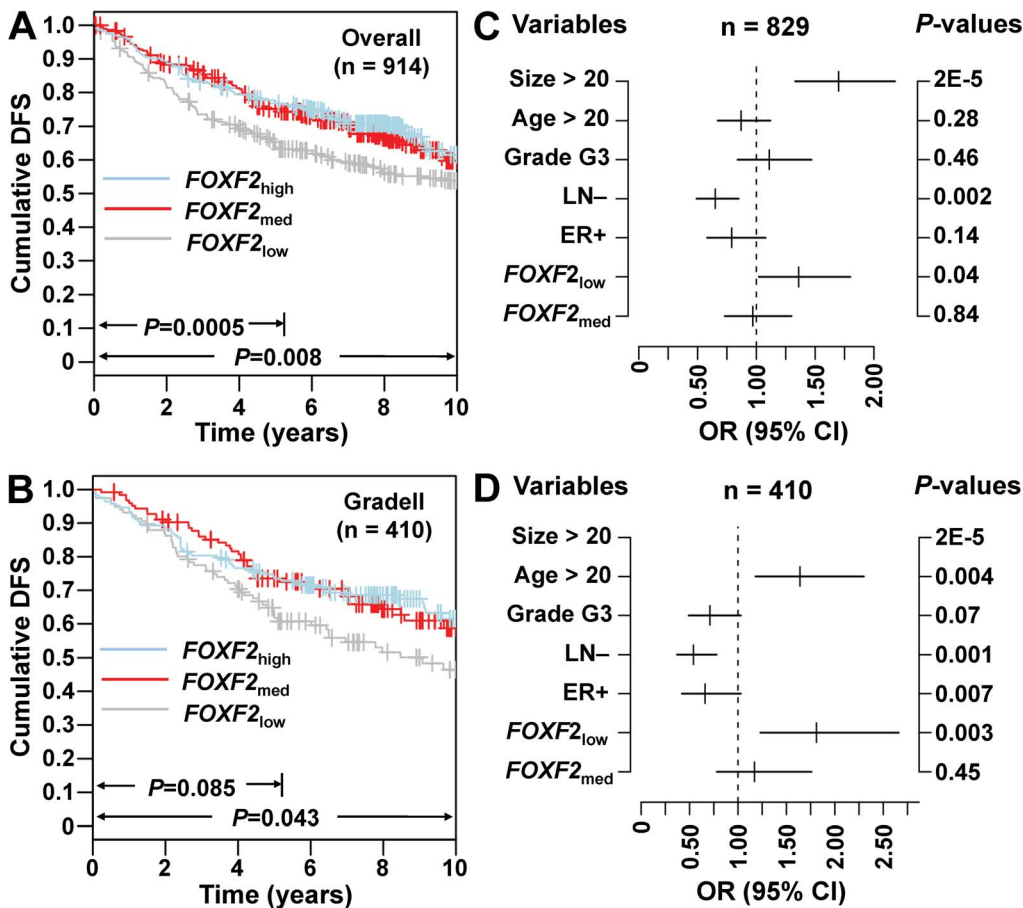 A
Cumulative DFS
1.0
0.9
0.8
0.7
0.6
0.5
0.4
0.3
0.2
0.1
0
Overall
(n = 914)
FOXF2high
FOXF2med
FOXF2low
P=0.0005
P=0.008
0 2 4 6 8 10
Time (years)
B
Cumulative DFS
1.0
0.9
0.8
0.7
0.6
0.5
0.4
0.3
0.2
0.1
0
GradeII
(n = 410)
FOXF2high
FOXF2med
FOXF2low
P=0.085
P=0.043
0 2 4 6 8 10
Time (years)
C
Variables n = 829 P-values
Size > 20 2E-5
Age > 20 0.28
Grade G3 0.46
LN– 0.002
ER+ 0.14
FOXF2low 0.04
FOXF2med 0.84
0 0.50 1.00 1.50 2.00
OR (95% CI)
D
Variables n = 410 P-values
Size > 20 2E-5
Age > 20 0.004
Grade G3 0.07
LN– 0.001
ER+ 0.007
FOXF2low 0.003
FOXF2med 0.45
0 0.50 1.00 1.50 2.00 2.50
OR (95% CI)